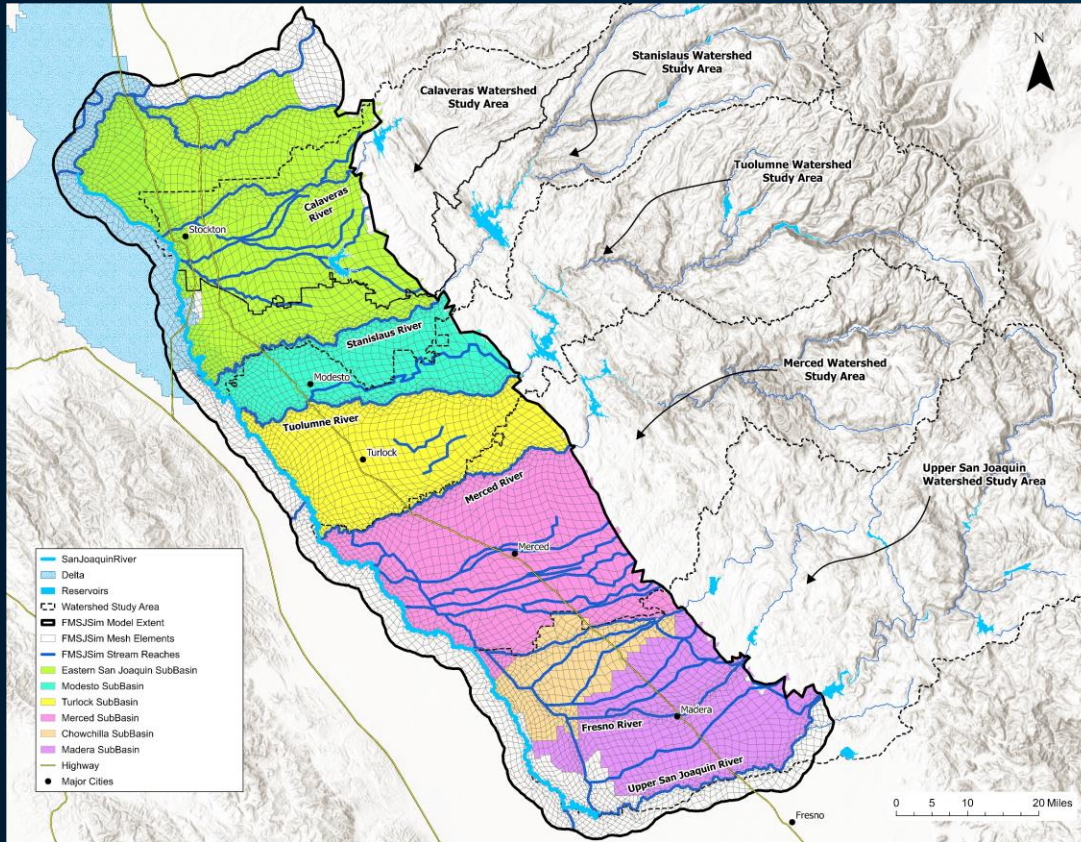 N
Stanislaus Watershed
Study Area
Calaveras Watershed
Study Area
Tuolumne Watershed
Study Area
Calaveras
River
Stockton
Stanislaus River
Merced Watershed
Study Area
Modesto
Tuolumne River
Turlock
Upper San Joaquin
Watershed Study Area
Merced River
Merced
Madera
Fresno River
Upper San Joaquin River
Fresno
SanJoaquinRiver
Delta
Reservoirs
Watershed Study Area
FMSJSim Model Extent
FMSJSim Mesh Elements
FMSJSim Stream Reaches
Eastern San Joaquin SubBasin
Modesto SubBasin
Turlock SubBasin
Merced SubBasin
Chowchilla SubBasin
Madera SubBasin
Highway
Major Cities
0 5 10 20 Miles